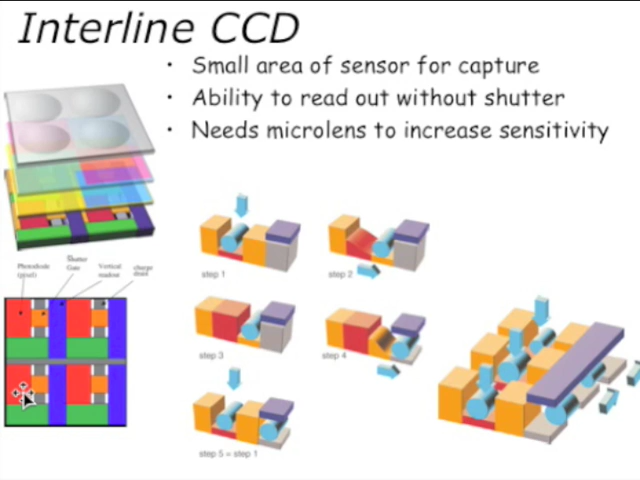 Interline CCD
• Small area of sensor for capture
• Ability to read out without shutter
• Needs microlens to increase sensitivity
step 1
step 2
Photodiode
(pixel)
Shutter
Gate
Vertical
readout
charge
drain
step 3
step 4
step 5 = step 1